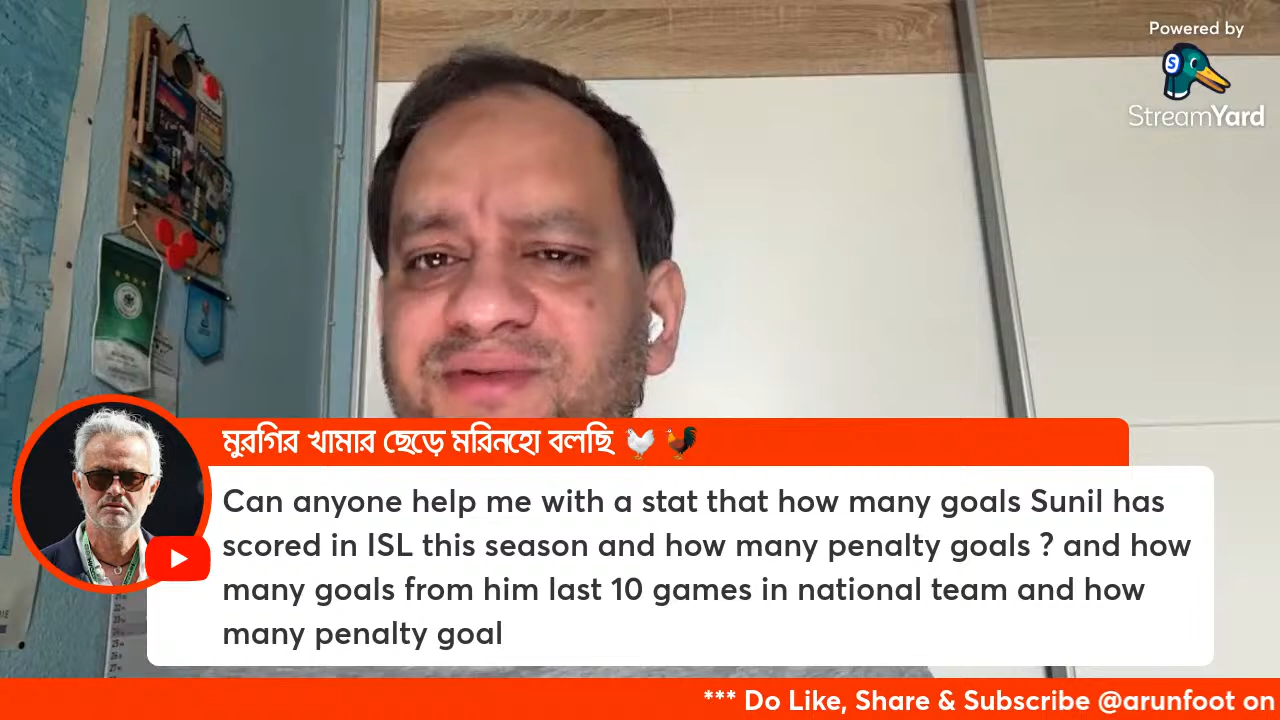 Powered by
StreamYard
মুরগির খামার ছেড়ে মরিনহো বলছি 🐔 🐓
Can anyone help me with a stat that how many goals Sunil has
scored in ISL this season and how many penalty goals ? and how
many goals from him last 10 games in national team and how
many penalty goal
*** Do Like, Share & Subscribe @arunfoot on